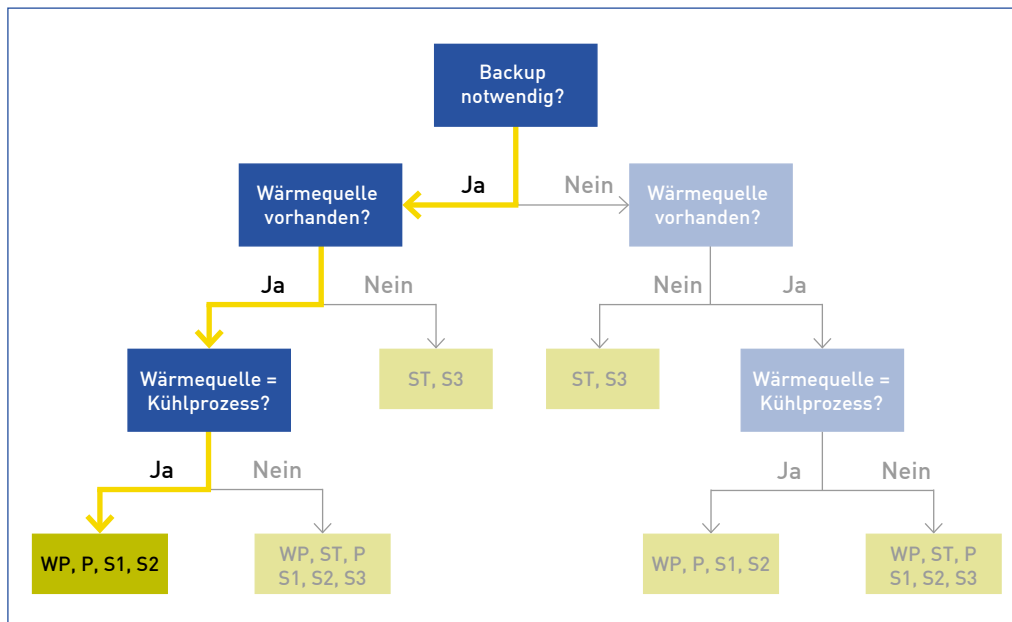 Backup
notwendig?
Ja
Nein
Wärmequelle
vorhanden?
Wärmequelle
vorhanden?
Ja
Nein
Nein
Ja
Wärmequelle =
Kühlprozess?
ST, S3
ST, S3
Wärmequelle =
Kühlprozess?
Ja
Nein
Ja
Nein
WP, P, S1, S2
WP, ST, P
S1, S2, S3
WP, P, S1, S2
WP, ST, P
S1, S2, S3